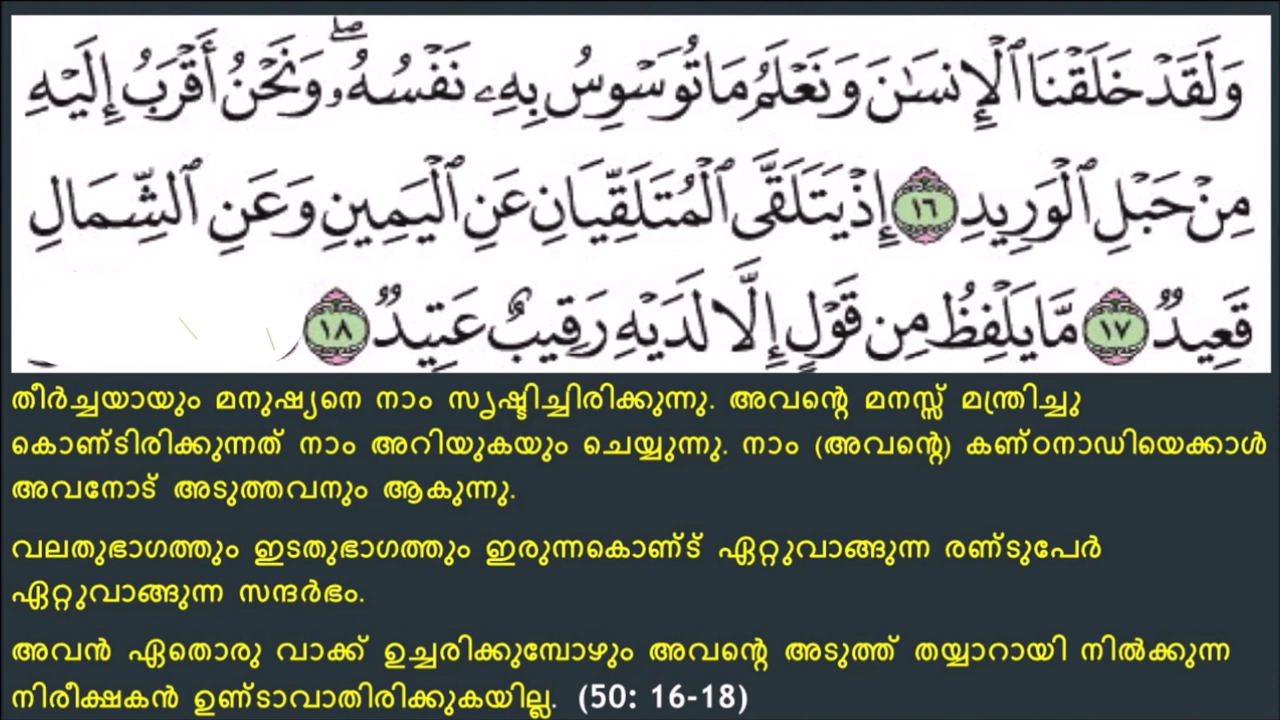 وَلَقَدْ خَلَقْنَا ٱلْإِنسَـٰنَ وَنَعْلَمُ مَا تُوَسْوِسُ بِهِۦ نَفْسُهُۥ ۖ وَنَحْنُ أَقْرَبُ إِلَيْهِ
مِنْ حَبْلِ ٱلْوَرِيدِ ١٦ إِذْ يَتَلَقَّى ٱلْمُتَلَقِّيَانِ عَنِ ٱلْيَمِينِ وَعَنِ ٱلشِّمَالِ
قَعِيدٌ ١٧ مَّا يَلْفِظُ مِن قَوْلٍ إِلَّا لَدَيْهِ رَقِيبٌ عَتِيدٌ ١٨
തീർച്ചയായും മനുഷ്യനെ നാം സൃഷ്ടിച്ചിരിക്കുന്നു. അവന്റെ മനസ്സ് മന്ത്രിച്ചു
കൊണ്ടിരിക്കുന്നത് നാം അറിയുകയും ചെയ്യുന്നു. നാം (അവന്റെ) കണ്ഠനാഡിയെക്കാൾ
അവനോട് അടുത്തവനും ആകുന്നു.
വലതുഭാഗത്തും ഇടതുഭാഗത്തും ഇരുന്നകൊണ്ട് ഏറ്റുവാങ്ങുന്ന രണ്ടുപേർ
ഏറ്റുവാങ്ങുന്ന സന്ദർഭം.
അവൻ ഏതൊരു വാക്ക് ഉച്ചരിക്കുമ്പോഴും അവന്റെ അടുത്ത് തയ്യാറായി നിൽക്കുന്ന
നിരീക്ഷകൻ ഉണ്ടാവാതിരിക്കുകയില്ല. (50: 16-18)